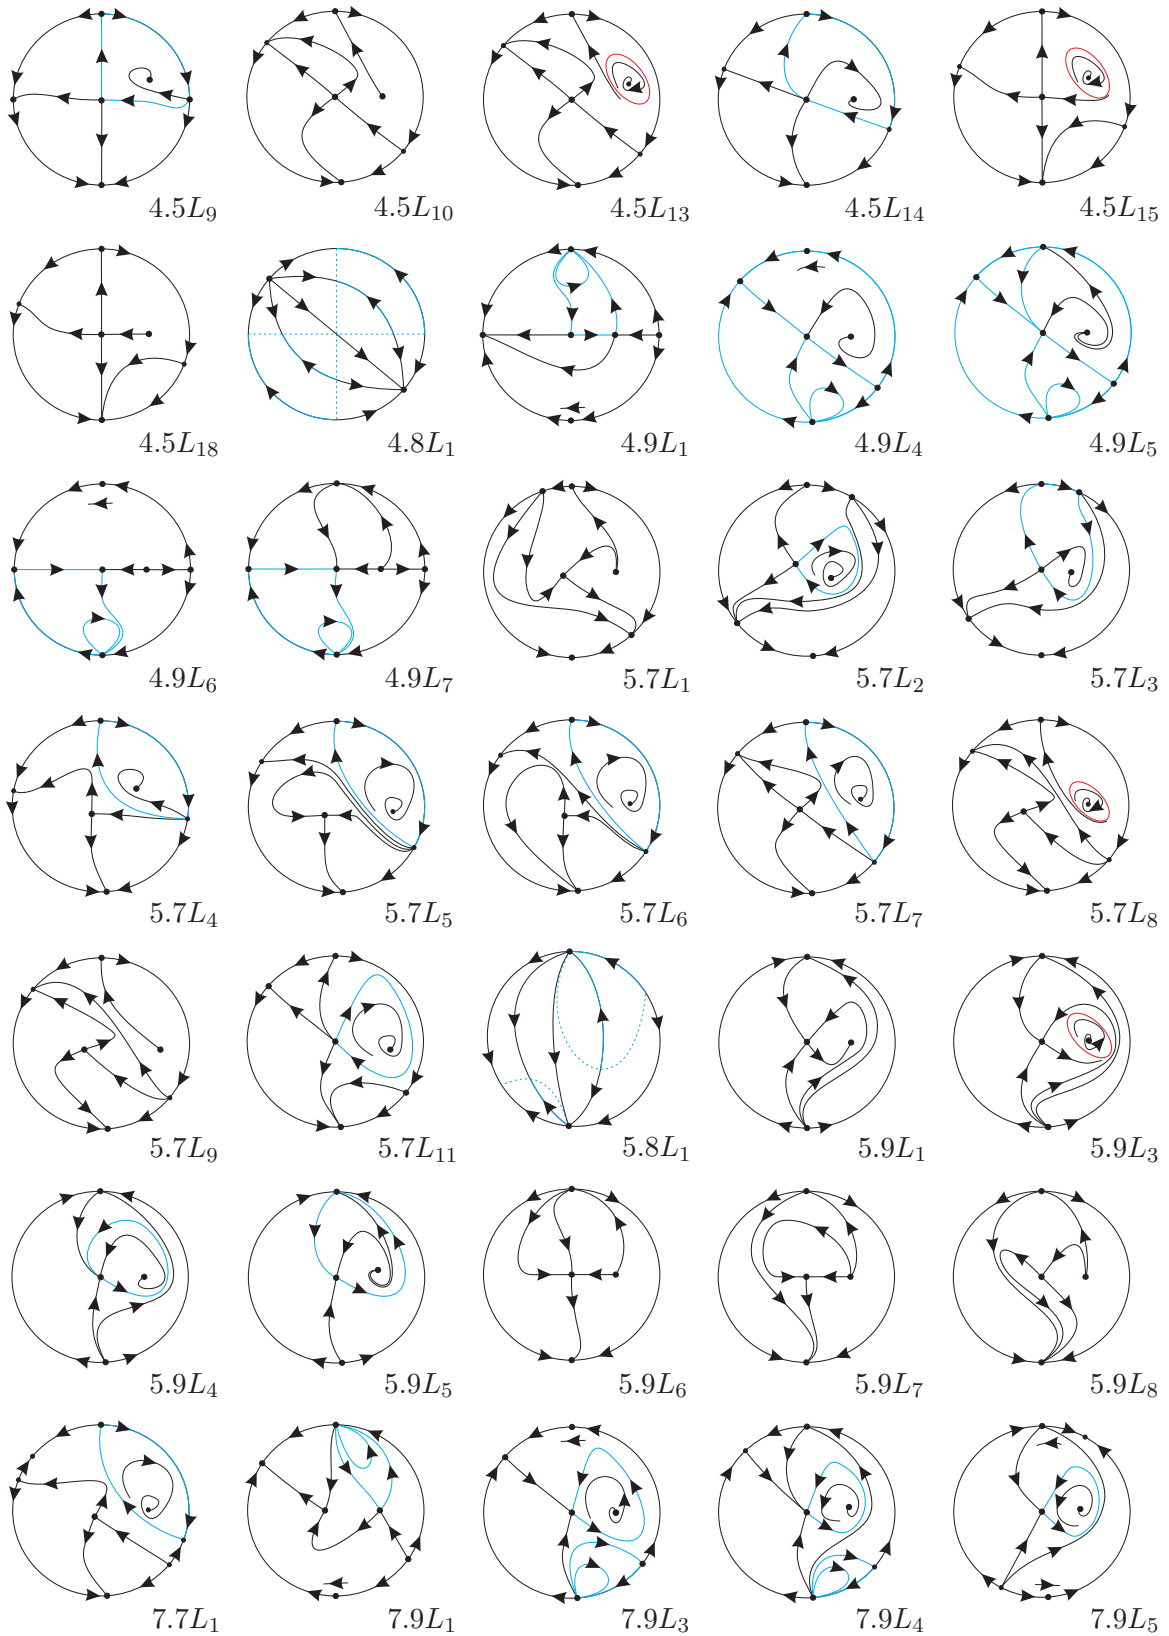 4.5L₉ 4.5L₁₀ 4.5L₁₃ 4.5L₁₄ 4.5L₁₅
4.5L₁₈ 4.8L₁ 4.9L₁ 4.9L₄ 4.9L₅
4.9L₆ 4.9L₇ 5.7L₁ 5.7L₂ 5.7L₃
5.7L₄ 5.7L₅ 5.7L₆ 5.7L₇ 5.7L₈
5.7L₉ 5.7L₁₁ 5.8L₁ 5.9L₁ 5.9L₃
5.9L₄ 5.9L₅ 5.9L₆ 5.9L₇ 5.9L₈
7.7L₁ 7.9L₁ 7.9L₃ 7.9L₄ 7.9L₅